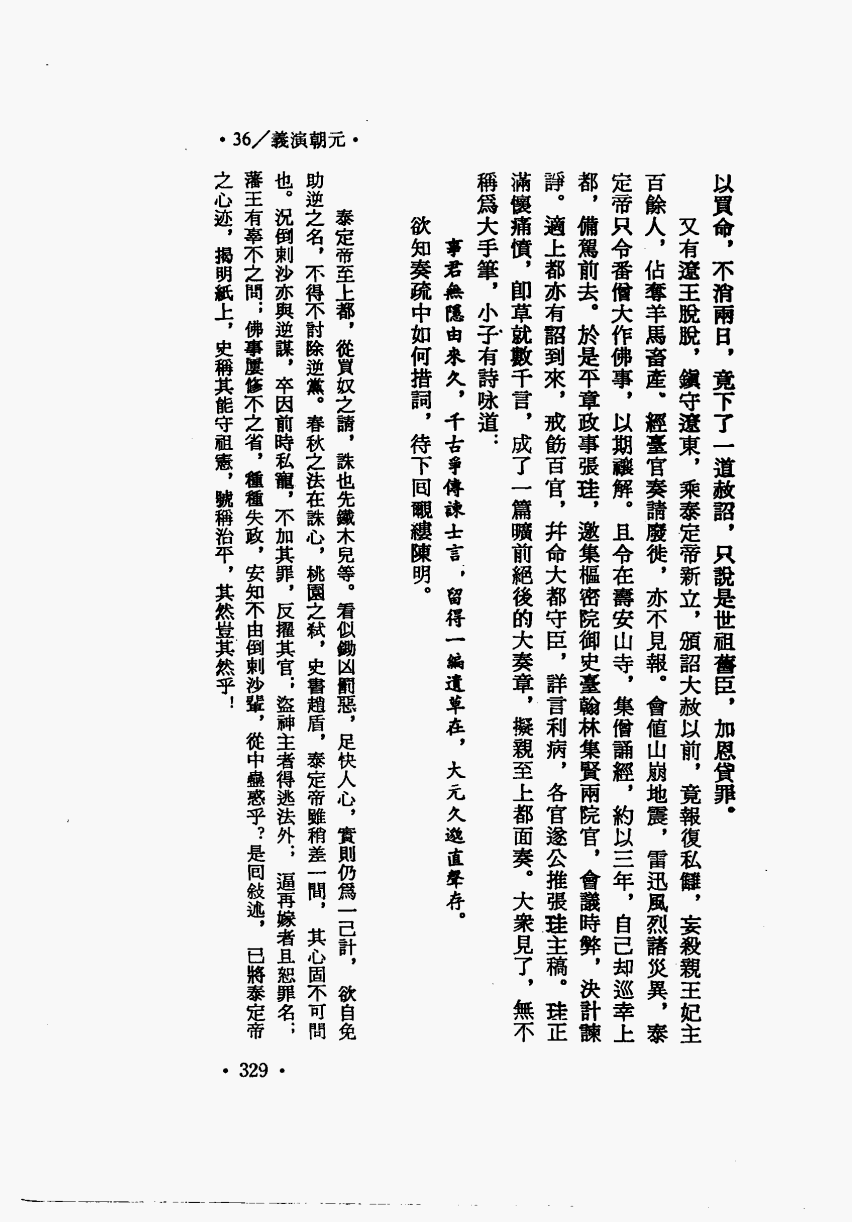 •36／義演朝元•
以買命，不消兩日，竟下了一道赦詔，只說是世祖舊臣，加恩貸罪。
又有遼王脫脫，鎮守遼東，乘泰定帝新立，頒詔大赦以前，竟報復私讎，妄殺親王妃主
百餘人，佔奪羊馬畜產、經臺官奏請廢徙，亦不見報。會值山崩地震，雷迅風烈諸災異，泰
定帝只令番僧大作佛事，以期禳解。且令在壽安山寺，集僧誦經，約以三年，自己却巡幸上
都，備駕前去。於是平章政事張珪，邀集樞密院御史臺翰林集賢兩院官，會議時弊，決計諫
諍。適上都亦有詔到來，戒飭百官，幷命大都守臣，詳言利病，各官遂公推張珪主稿。珪正
滿懷痛憤，卽草就數千言，成了一篇曠前絕後的大奏章，擬親至上都面奏。大衆見了，無不
稱爲大手筆，小子有詩咏道：
事君無隱由來久，千古爭傳諫士言，留得一編遺草在，大元久邈直聲存。
欲知奏疏中如何措詞，待下囘覼縷陳明。
泰定帝至上都，從買奴之請，誅也先鐵木兒等。看似鋤凶罰惡，足快人心，實則仍爲一己計，欲自免
助逆之名，不得不討除逆黨。春秋之法在誅心，桃園之弒，史書趙盾，泰定帝雖稍差一間，其心固不可問
也。況倒剌沙亦與逆謀，卒因前時私寵，不加其罪，反擢其官；盜神主者得逃法外；逼再嫁者且恕罪名；
藩王有辜不之問；佛事屢修不之省，種種失政，安知不由倒剌沙輩，從中蠱惑乎？是囘敍述，已將泰定帝
之心迹，揭明紙上，史稱其能守祖憲，號稱治平，其然豈其然乎！
•329•